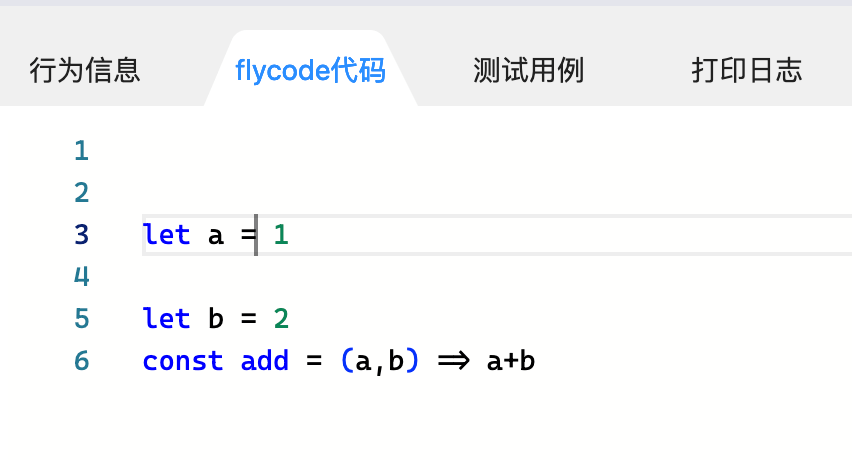 行为信息 flycode代码 测试用例 打印日志
1
2
3 let a = 1
4
5 let b = 2
6 const add = (a,b) => a+b